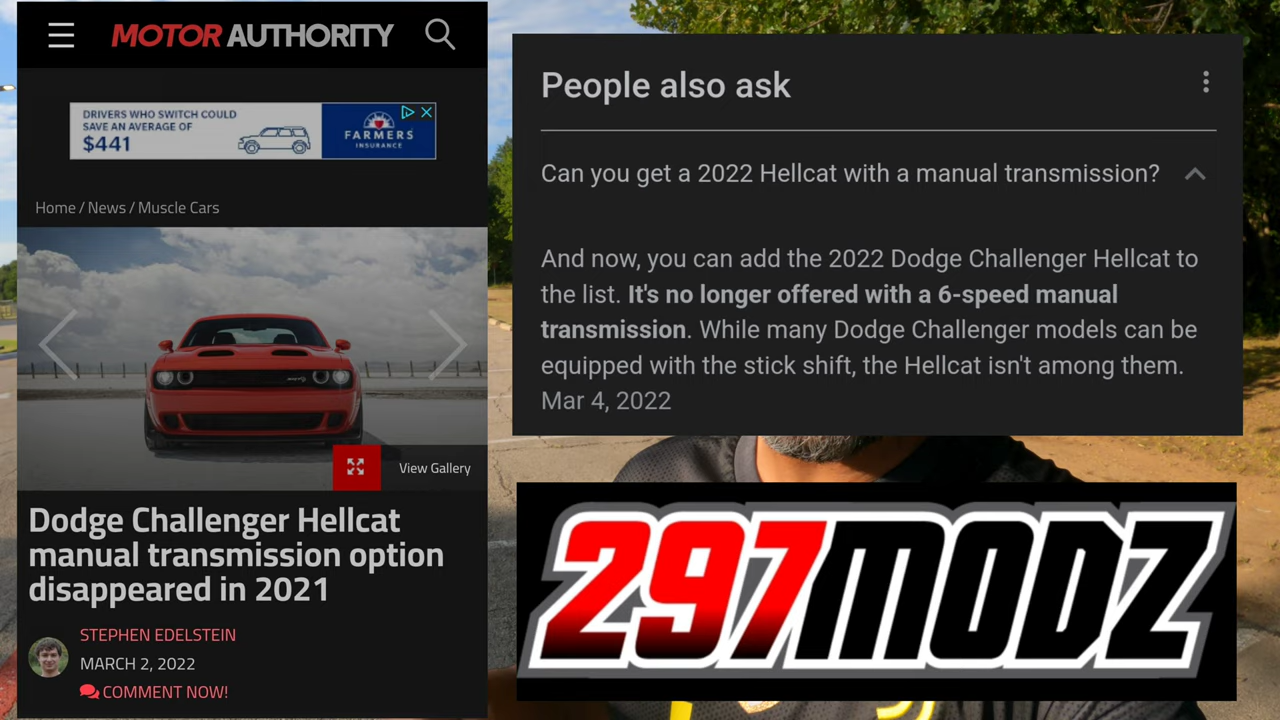 MOTOR AUTHORITY
DRIVERS WHO SWITCH COULD
SAVE AN AVERAGE OF
$441
FARMERS
INSURANCE
Home / News / Muscle Cars
View Gallery
Dodge Challenger Hellcat
manual transmission option
disappeared in 2021
STEPHEN EDELSTEIN
MARCH 2, 2022
COMMENT NOW!
People also ask
Can you get a 2022 Hellcat with a manual transmission?
And now, you can add the 2022 Dodge Challenger Hellcat to
the list. It's no longer offered with a 6-speed manual
transmission. While many Dodge Challenger models can be
equipped with the stick shift, the Hellcat isn't among them.
Mar 4, 2022
297MODZ